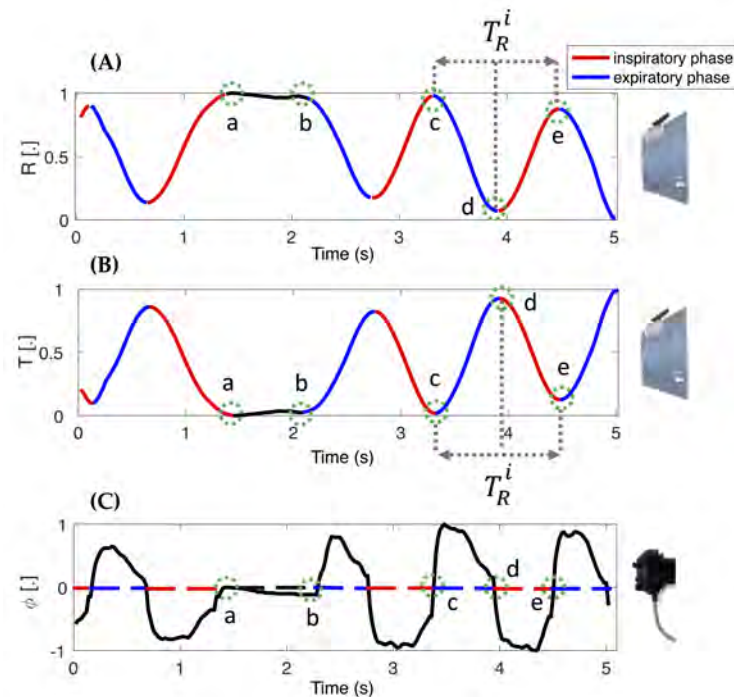 T_R^i
inspiratory phase
expiratory phase
(A)
1
0.5
0
R [.]
a
b
c
d
e
0 1 2 3 4 5
Time (s)
(B)
1
0.5
0
T [.]
a
b
c
d
e
0 1 2 3 4 5
Time (s)
T_R^i
(C)
1
0
-1
ϕ [.]
a
b
c
d
e
0 1 2 3 4 5
Time (s)